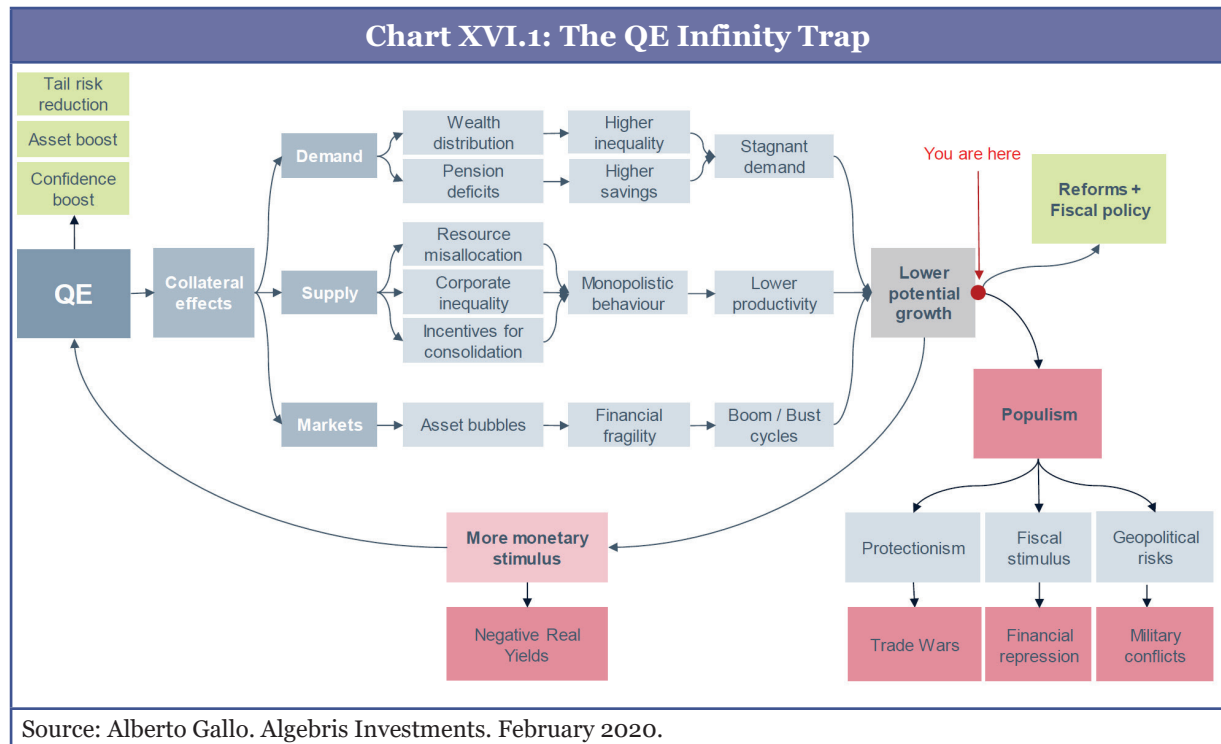 Chart XVI.1: The QE Infinity Trap
Tail risk
reduction
Asset boost
Confidence
boost
QE
Collateral
effects
Demand
Wealth
distribution
Higher
inequality
Pension
deficits
Higher
savings
Stagnant
demand
Supply
Resource
misallocation
Corporate
inequality
Incentives for
consolidation
Monopolistic
behaviour
Lower
productivity
Markets
Asset bubbles
Financial
fragility
Boom / Bust
cycles
Lower
potential
growth
You are here
Reforms +
Fiscal policy
Populism
Protectionism
Fiscal
stimulus
Geopolitical
risks
Trade Wars
Financial
repression
Military
conflicts
More monetary
stimulus
Negative Real
Yields
Source: Alberto Gallo. Algebris Investments. February 2020.